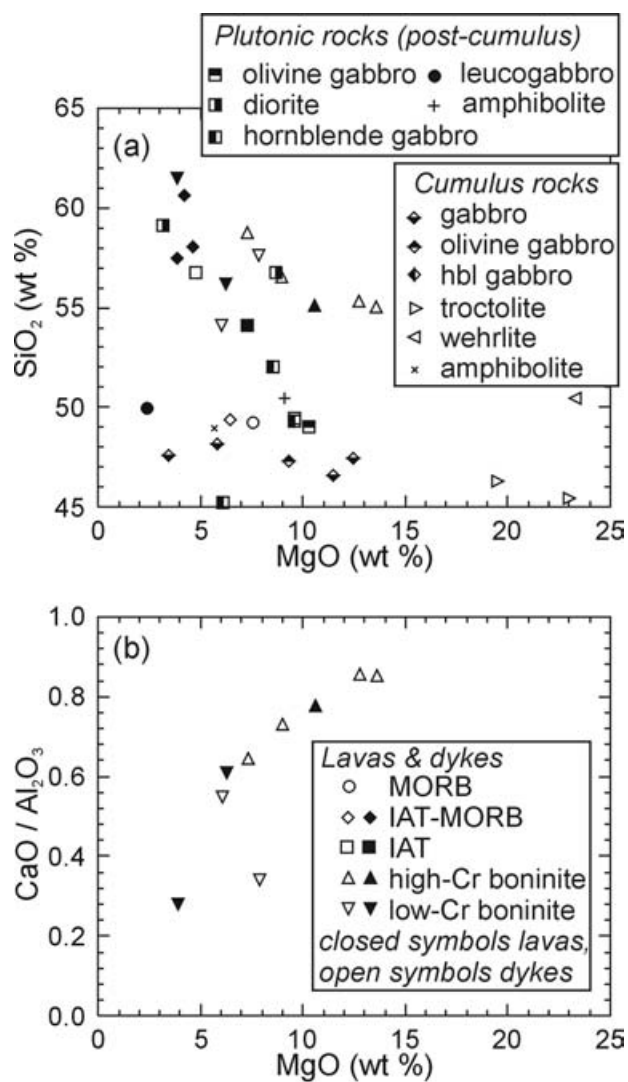 Plutonic rocks (post-cumulus)
olivine gabbro
leucogabbro
diorite
amphibolite
hornblende gabbro
(a)
Cumulus rocks
gabbro
olivine gabbro
hbl gabbro
troctolite
wehrlite
amphibolite
65
60
55
50
45
SiO₂ (wt %)
0 5 10 15 20 25
MgO (wt %)
(b)
1.0
0.8
0.6
0.4
0.2
0.0
CaO / Al₂O₃
Lavas & dykes
MORB
IAT-MORB
IAT
high-Cr boninite
low-Cr boninite
closed symbols lavas,
open symbols dykes
0 5 10 15 20 25
MgO (wt %)